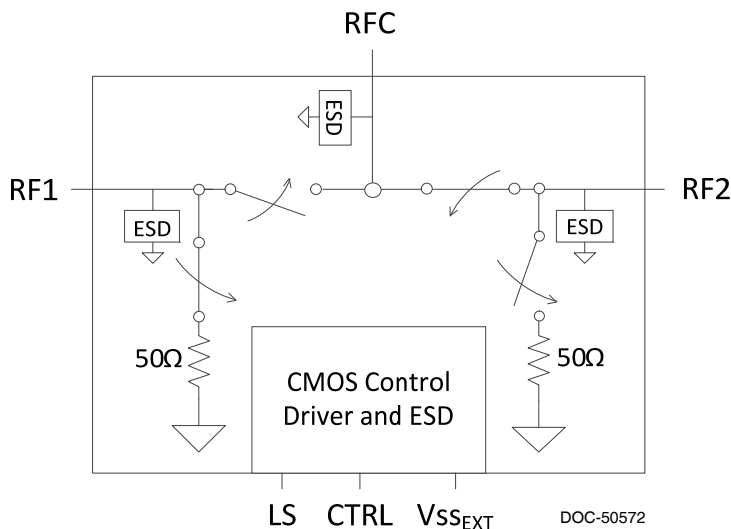 RFC
ESD
RF1
RF2
ESD
ESD
50Ω
50Ω
CMOS Control
Driver and ESD
LS
CTRL
VssEXT
DOC-50572